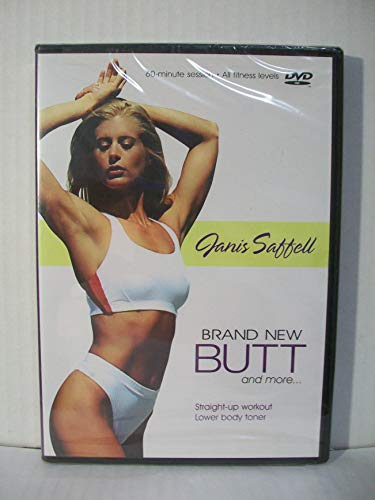 60-minute session • All fitness levels DVD
Janis Saffell
BRAND NEW
BUTT
and more...
Straight-up workout
Lower body toner